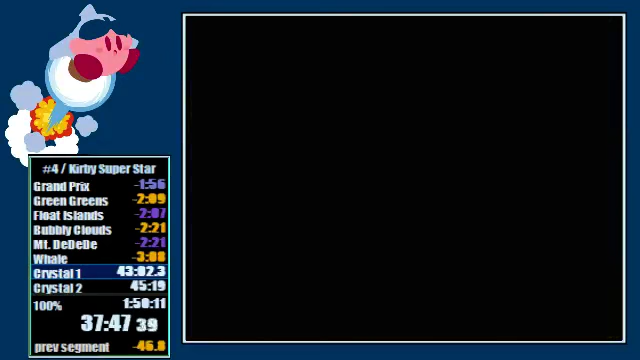 #4 / Kirby Super Star
Grand Prix -1:56
Green Greens -2:09
Float Islands -2:07
Bubbly Clouds -2:21
Mt. DeDeDe -2:21
Whale -3:08
Crystal 1 43:02.3
Crystal 2 45:19
100% 1:50:11
37:47 39
prev segment -46.8